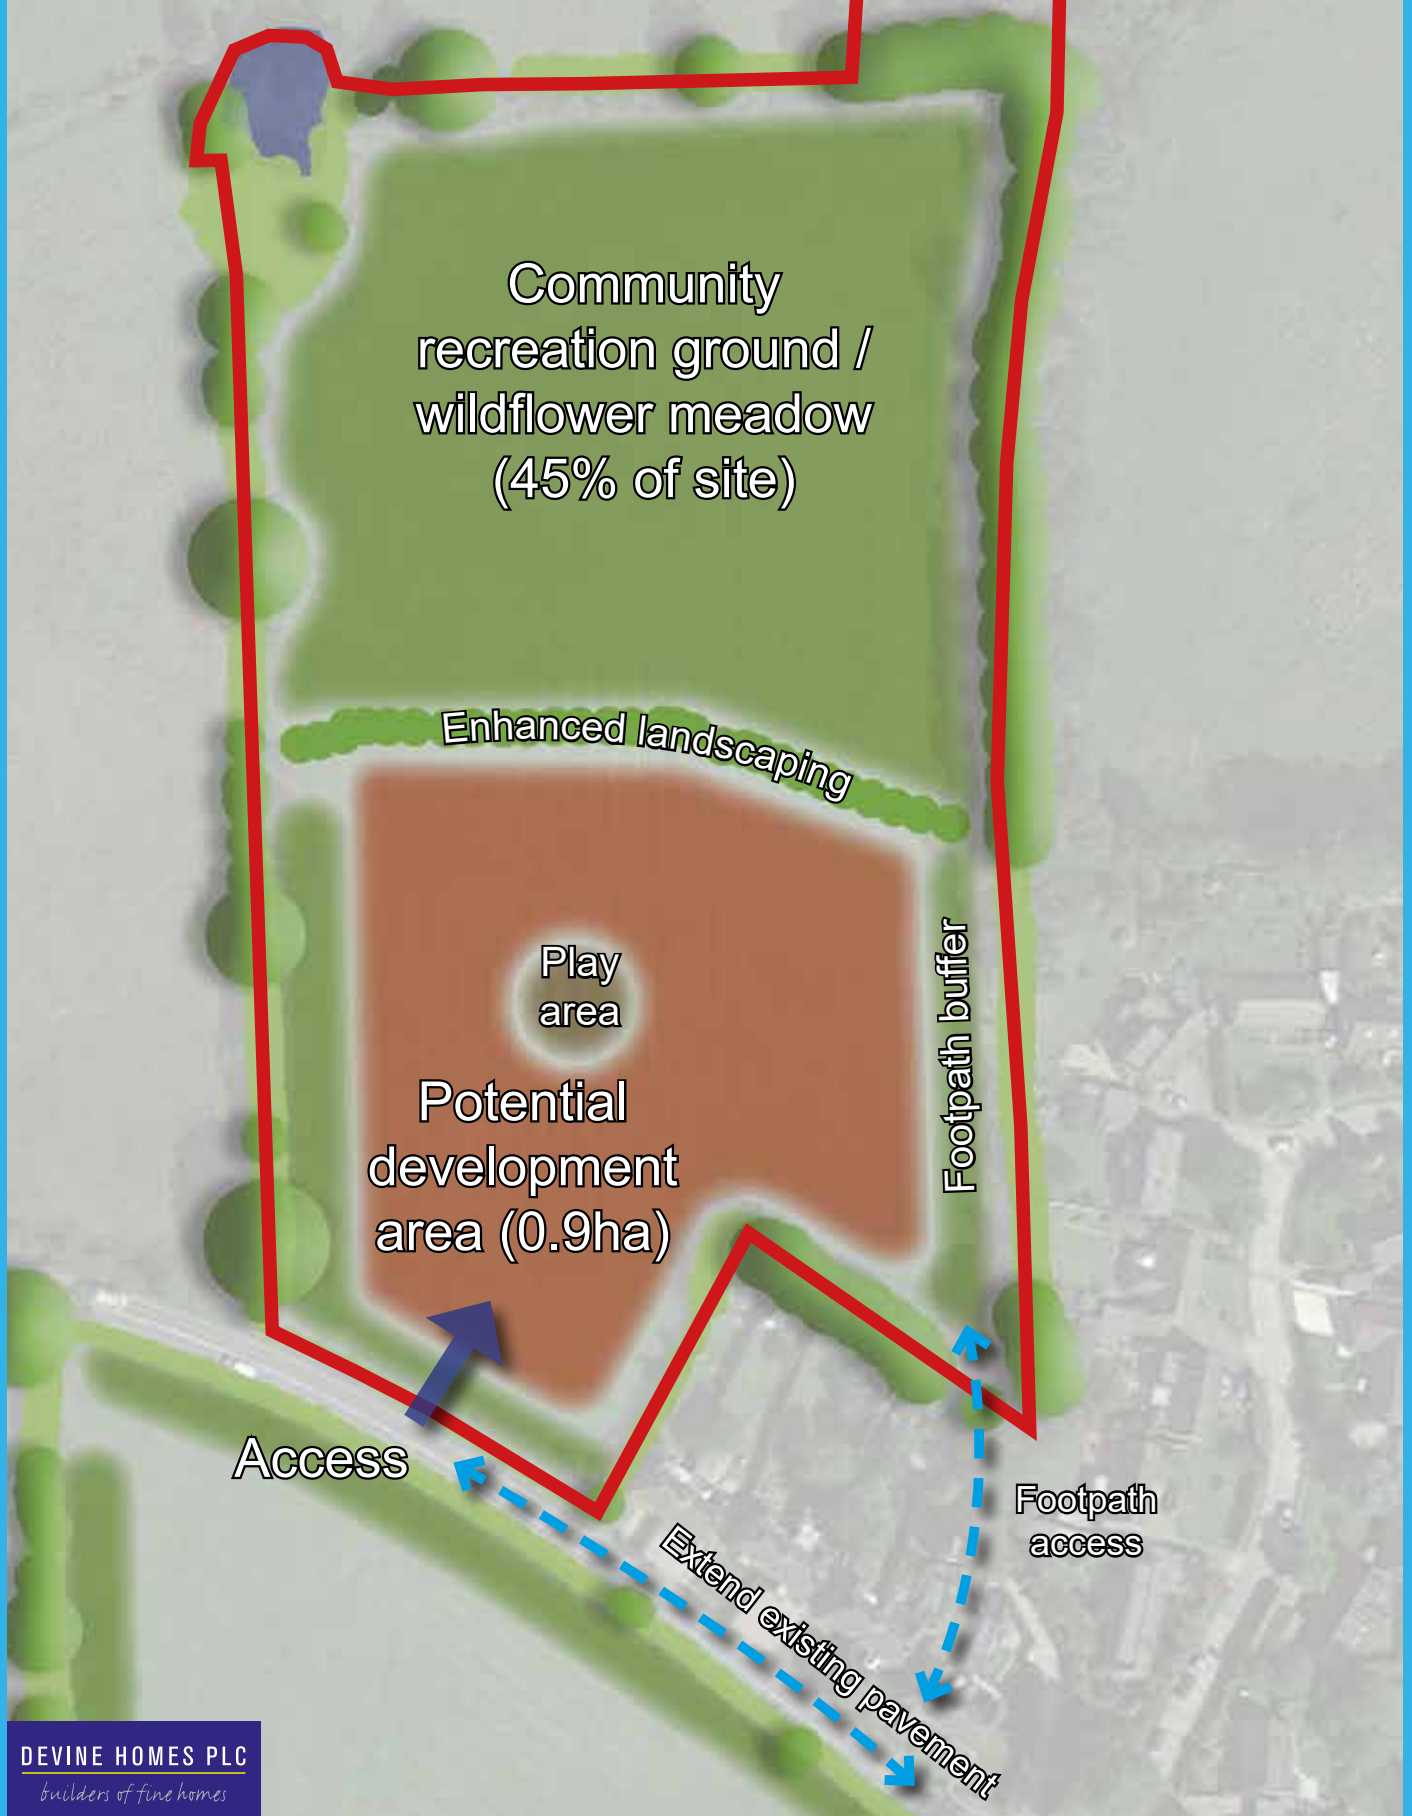 Community
recreation ground /
wildflower meadow
(45% of site)
Enhanced landscaping
Play
area
Footpath buffer
Potential
development
area (0.9ha)
Access
Footpath
access
Extend existing pavement
DEVINE HOMES PLC
builders of fine homes